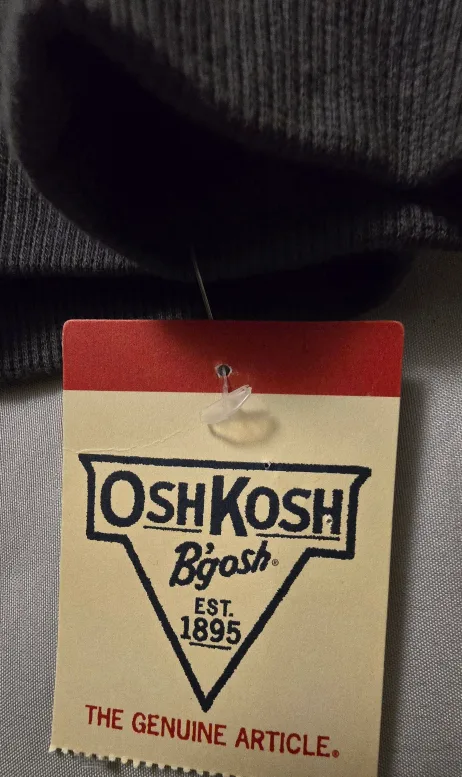 OSHKOSH
B'gosh®
EST.
1895
THE GENUINE ARTICLE.®